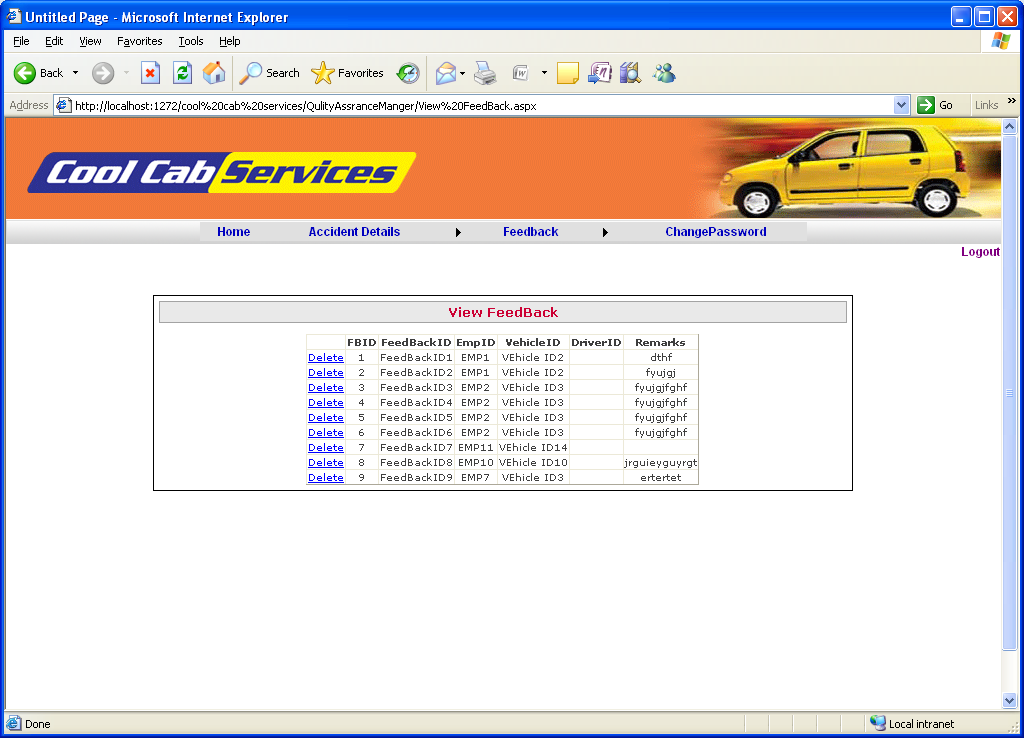 Untitled Page - Microsoft Internet Explorer
File Edit View Favorites Tools Help
Back Search Favorites
Address http://localhost:1272/cool%20cab%20services/QulityAssranceManger/View%20FeedBack.aspx Go Links »
Cool Cab Services
Home Accident Details Feedback ChangePassword
Logout
View FeedBack
FBID FeedBackID EmpID VehicleID DriverID Remarks
Delete 1 FeedBackID1 EMP1 VEhicle ID2 dthf
Delete 2 FeedBackID2 EMP1 VEhicle ID2 fyujgj
Delete 3 FeedBackID3 EMP2 VEhicle ID3 fyujgjfghf
Delete 4 FeedBackID4 EMP2 VEhicle ID3 fyujgjfghf
Delete 5 FeedBackID5 EMP2 VEhicle ID3 fyujgjfghf
Delete 6 FeedBackID6 EMP2 VEhicle ID3 fyujgjfghf
Delete 7 FeedBackID7 EMP11 VEhicle ID14
Delete 8 FeedBackID8 EMP10 VEhicle ID10 jrguieyguyrgt
Delete 9 FeedBackID9 EMP7 VEhicle ID3 ertertet
Done Local intranet